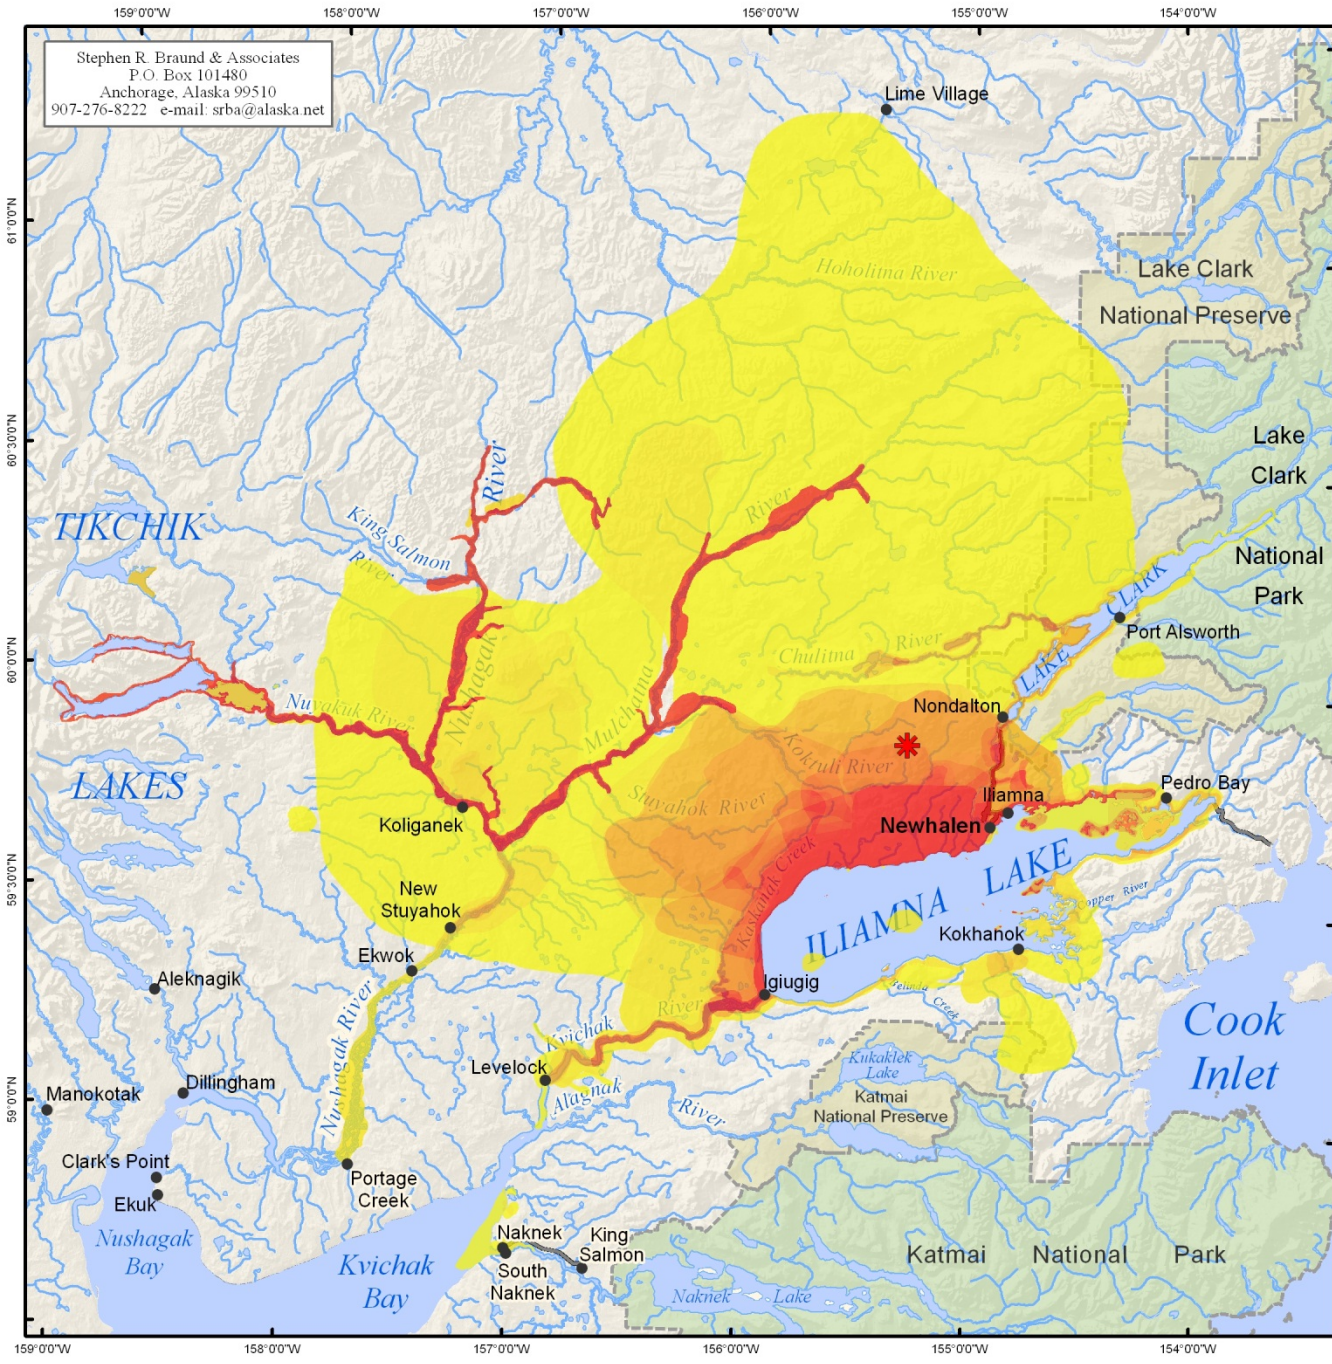 159°0'0"W
158°0'0"W
157°0'0"W
156°0'0"W
155°0'0"W
154°0'0"W
Stephen R. Braund & Associates
P.O. Box 101480
Anchorage, Alaska 99510
907-276-8222 e-mail: srba@alaska.net
Lime Village
61°0'0"N
Hoholitna River
Lake Clark
National Preserve
60°30'0"N
Lake
Clark
National
Park
River
River
King Salmon
River
TIKCHIK
LAKE CLARK
Port Alsworth
60°0'0"N
Chulitna River
Nuyakuk River
Nushagak
Mulchatna
Nondalton
Koktuli River
LAKES
Stuyahok River
Iliamna
Pedro Bay
Koliganek
Newhalen
Kaskanak Creek
59°30'0"N
New
Stuyahok
ILIAMNA LAKE
Copper River
Kokhanok
Ekwok
Aleknagik
Igiugig
Creek
Nushagak River
Kvichak River
Cook
Inlet
Levelock
Alagnak River
Kukaklek
Lake
Katmai
National Preserve
59°0'0"N
Manokotak
Dillingham
Clark's Point
Ekuk
Portage
Creek
Nushagak
Bay
Kvichak
Bay
Naknek
South
Naknek
King
Salmon
Katmai National Park
Naknek Lake
159°0'0"W
158°0'0"W
157°0'0"W
156°0'0"W
155°0'0"W
154°0'0"W